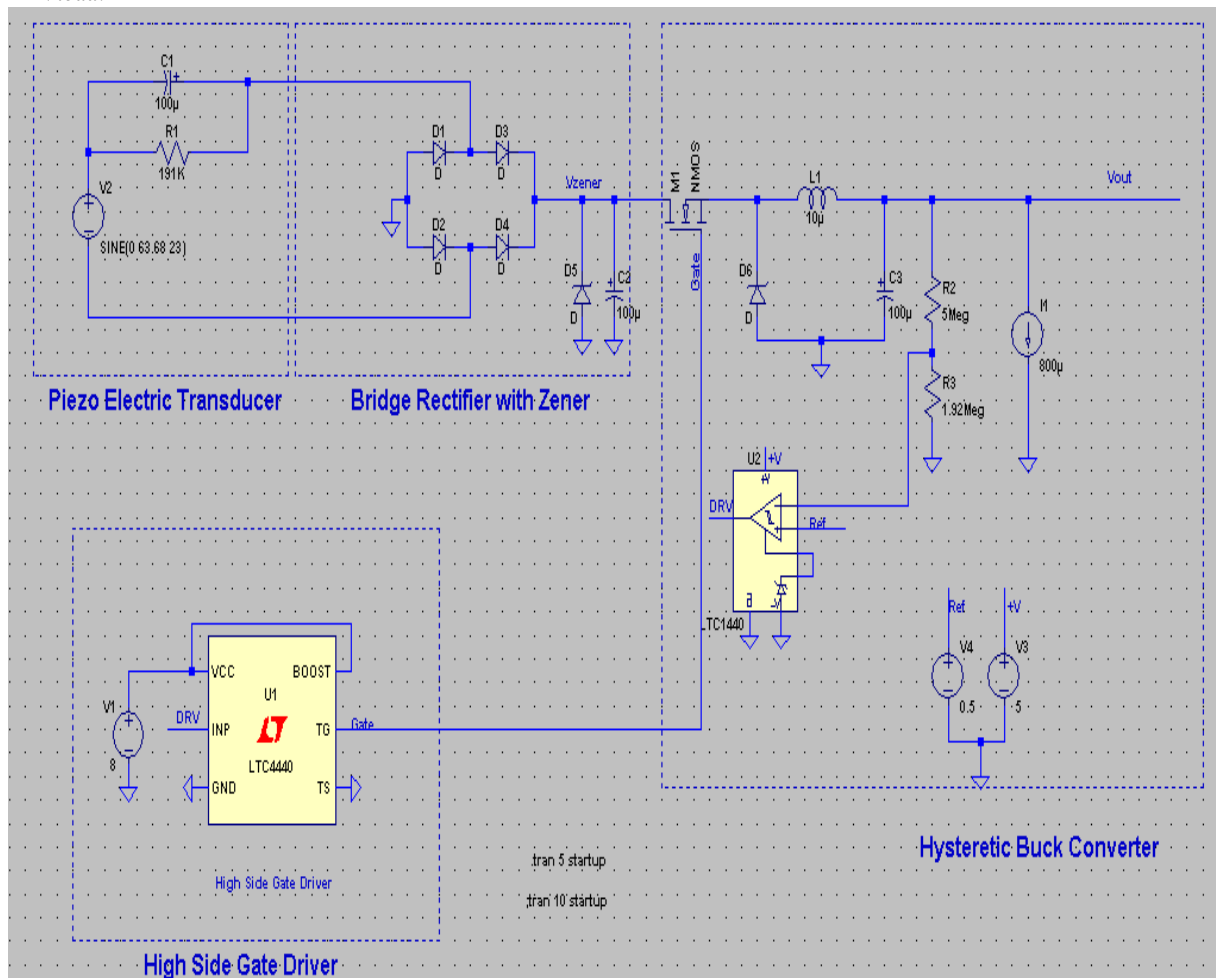 C1
+
100µ
R1
191K
V2
SINE(0 63.68 23)
Piezo Electric Transducer
D1
D
D3
D
D2
D
D4
D
Vzener
D5
D
C2
+
100µ
Bridge Rectifier with Zener
M1
NMOS
Gate
L1
10µ
Vout
D6
D
C3
+
100µ
R2
5Meg
R3
1.92Meg
I1
800µ
U2
+V
+V
DRV
Ref
-V
LTC1440
Ref
V4
0.5
+V
V3
5
Hysteretic Buck Converter
V1
8
DRV
VCC
BOOST
U1
INP
TG
LTC4440
GND
TS
Gate
High Side Gate Driver
High Side Gate Driver
.tran 5 startup
;tran 10 startup